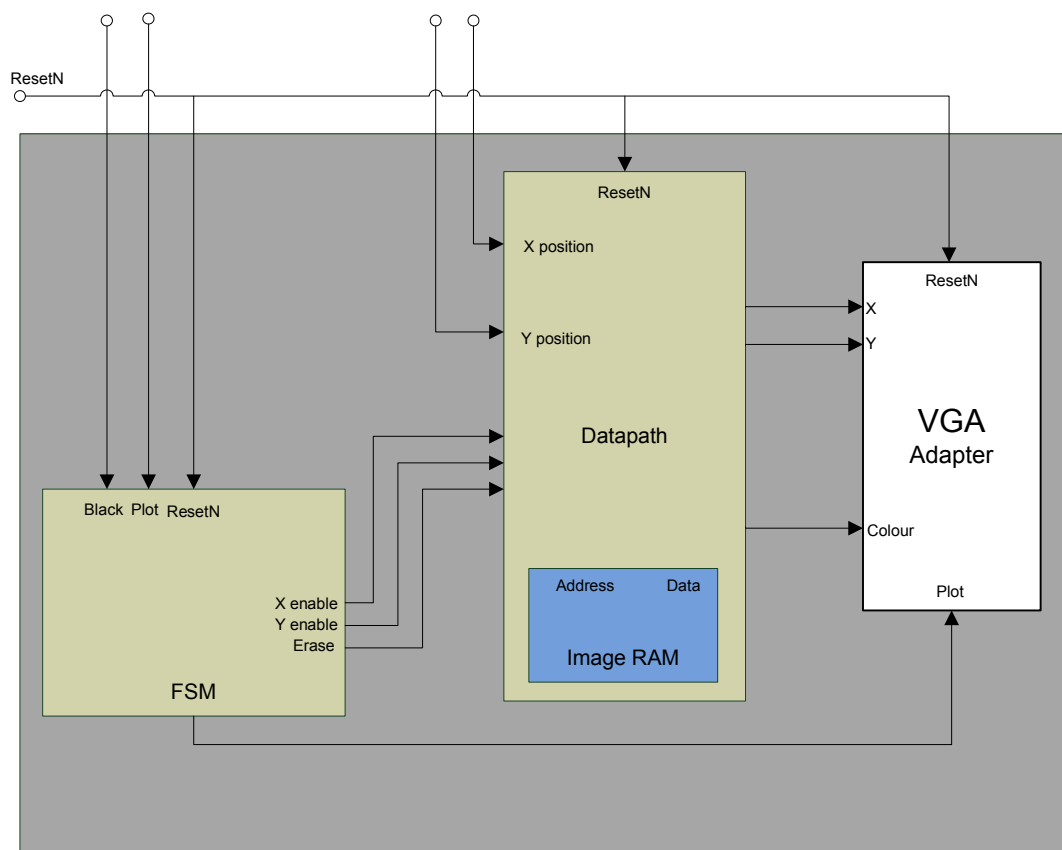 ResetN
ResetN
X position
Y position
ResetN
X
Y
VGA
Adapter
Datapath
Black Plot ResetN
Colour
Address Data
Plot
X enable
Y enable
Erase
Image RAM
FSM